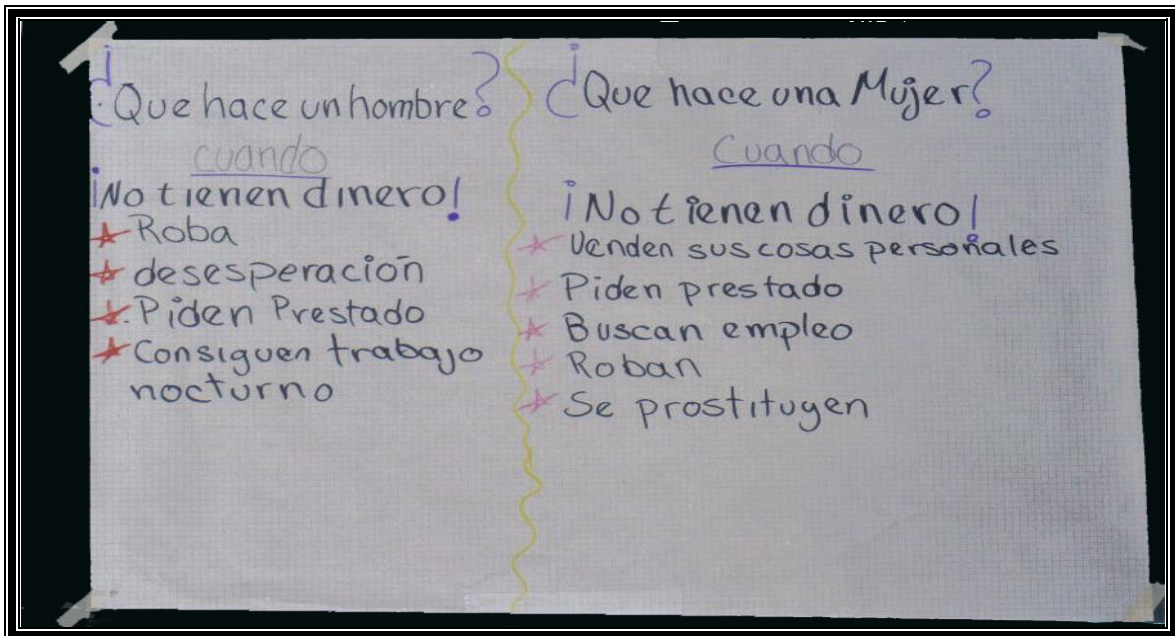 ¿Que hace un hombre?
cuando
¡No tienen dinero!
Roba
desesperación
Piden Prestado
Consiguen trabajo
nocturno
¿Que hace una Mujer?
Cuando
¡No tienen dinero!
Venden sus cosas personales
Piden prestado
Buscan empleo
Roban
Se prostituyen